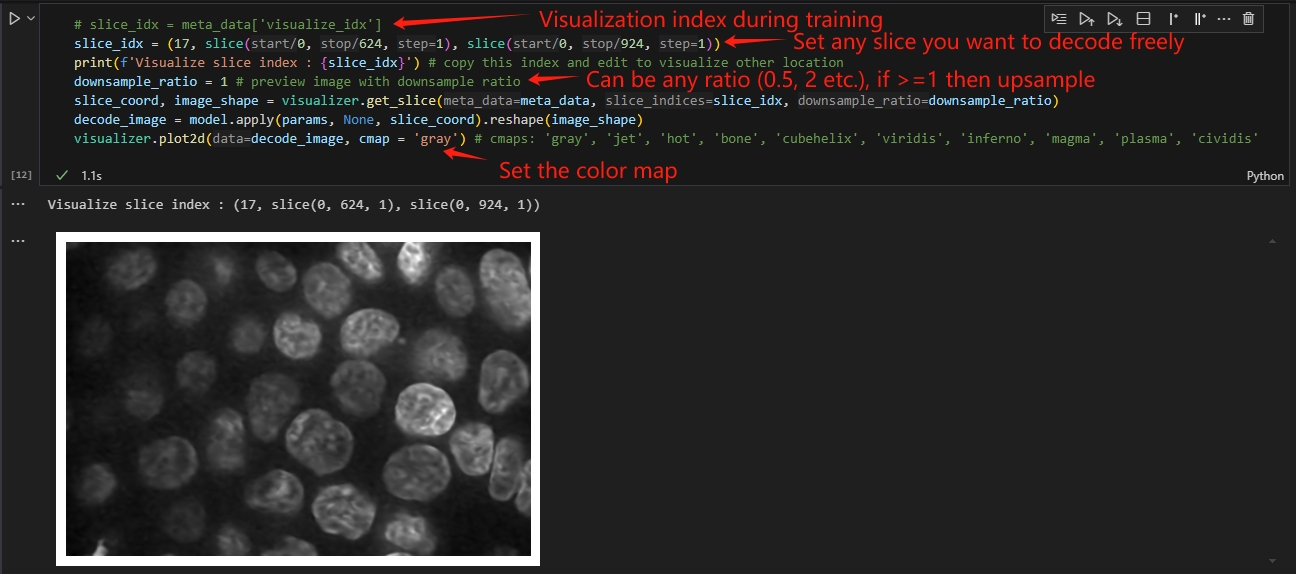 # slice_idx = meta_data['visualize_idx']
Visualization index during training
slice_idx = (17, slice(start/0, stop/624, step=1), slice(start/0, stop/924, step=1))
Set any slice you want to decode freely
print(f'Visualize slice index : {slice_idx}') # copy this index and edit to visualize other location
downsample_ratio = 1 # preview image with downsample ratio
Can be any ratio (0.5, 2 etc.), if >=1 then upsample
slice_coord, image_shape = visualizer.get_slice(meta_data=meta_data, slice_indices=slice_idx, downsample_ratio=downsample_ratio)
decode_image = model.apply(params, None, slice_coord).reshape(image_shape)
visualizer.plot2d(data=decode_image, cmap = 'gray') # cmaps: 'gray', 'jet', 'hot', 'bone', 'cubehelix', 'viridis', 'inferno', 'magma', 'plasma', 'cividis'
Set the color map
[12] 1.1s
Python
Visualize slice index : (17, slice(0, 624, 1), slice(0, 924, 1))